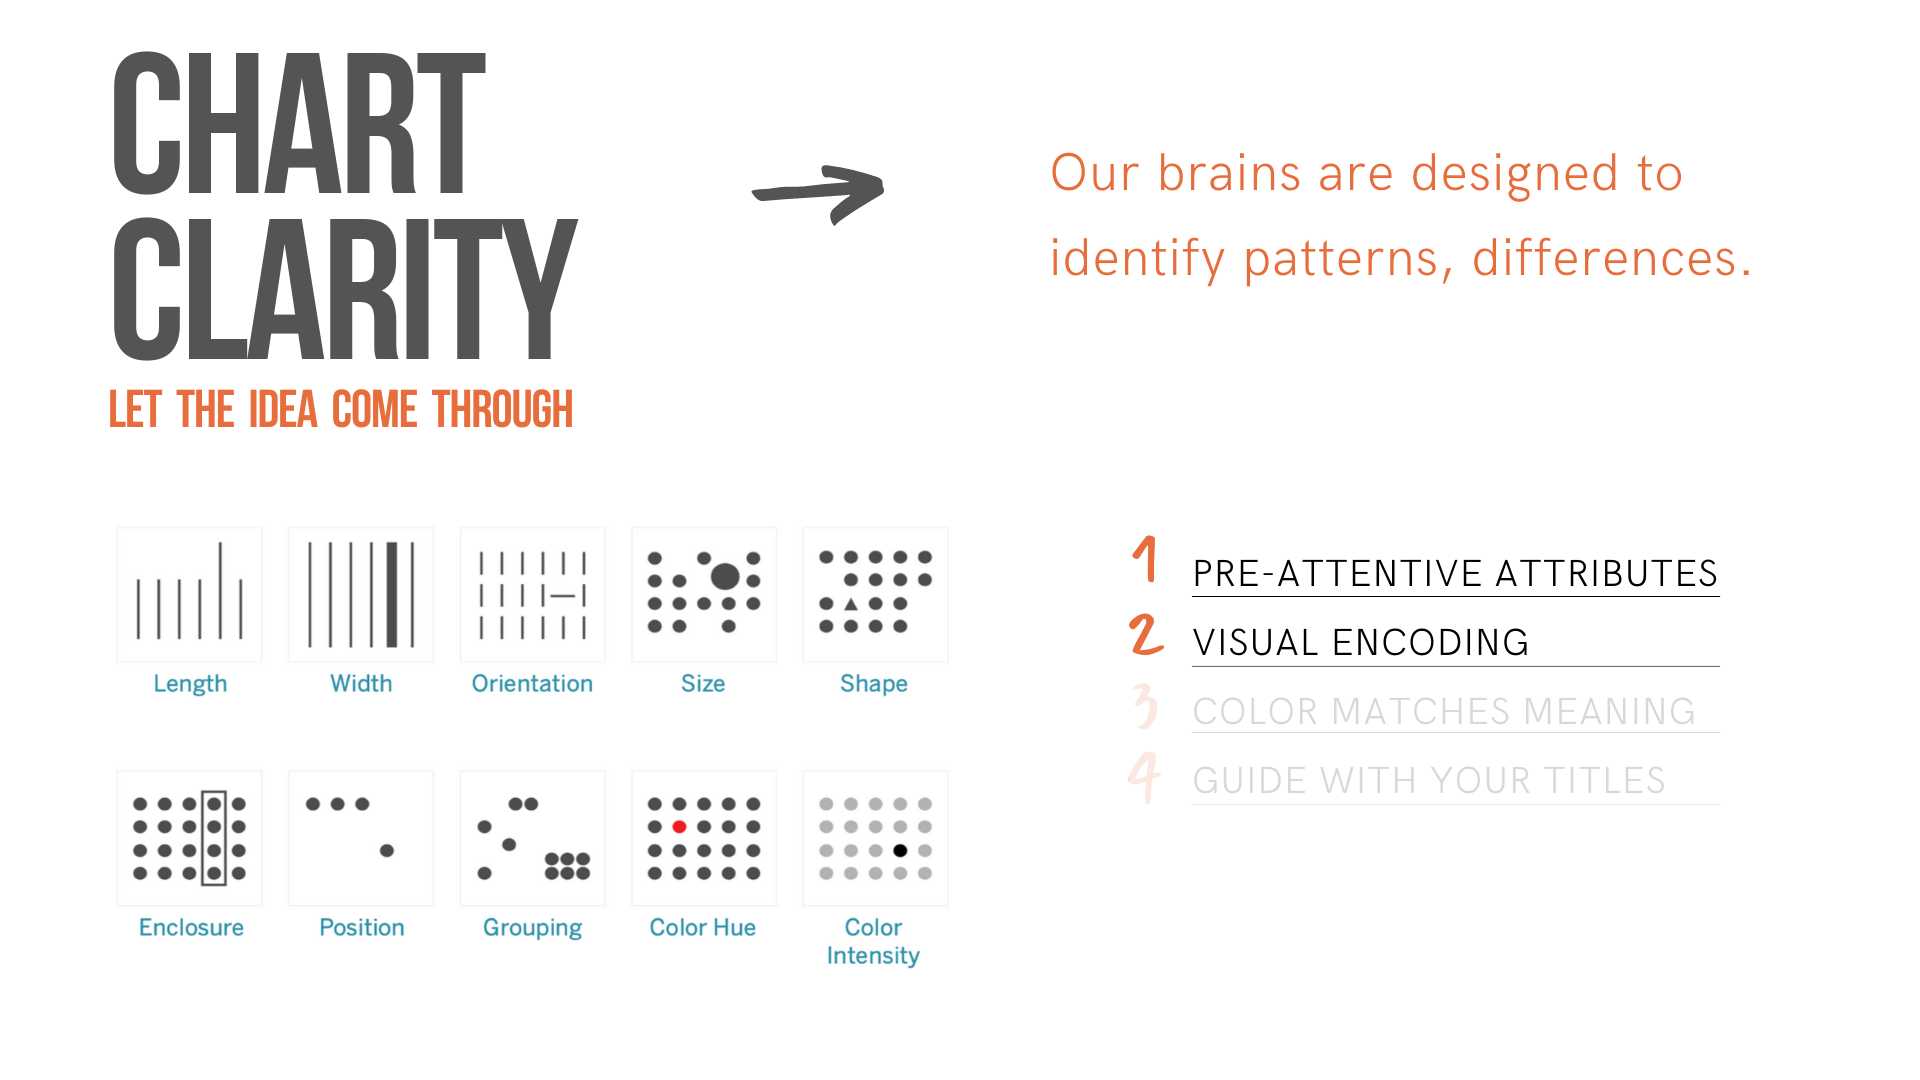 CHART
CLARITY
LET THE IDEA COME THROUGH
Our brains are designed to
identify patterns, differences.
Length
Width
Orientation
Size
Shape
Enclosure
Position
Grouping
Color Hue
Color
Intensity
1 PRE-ATTENTIVE ATTRIBUTES
2 VISUAL ENCODING
3 COLOR MATCHES MEANING
4 GUIDE WITH YOUR TITLES